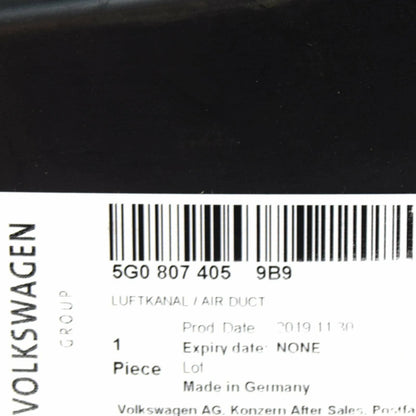 VOLKSWAGEN
GROUP
5G0 807 405 9B9
LUFTKANAL / AIR DUCT
Prod. Date 2019.11.30
1 Expiry date: NONE
Piece Lot
Made in Germany
Volkswagen AG, Konzern After Sales, Postfa